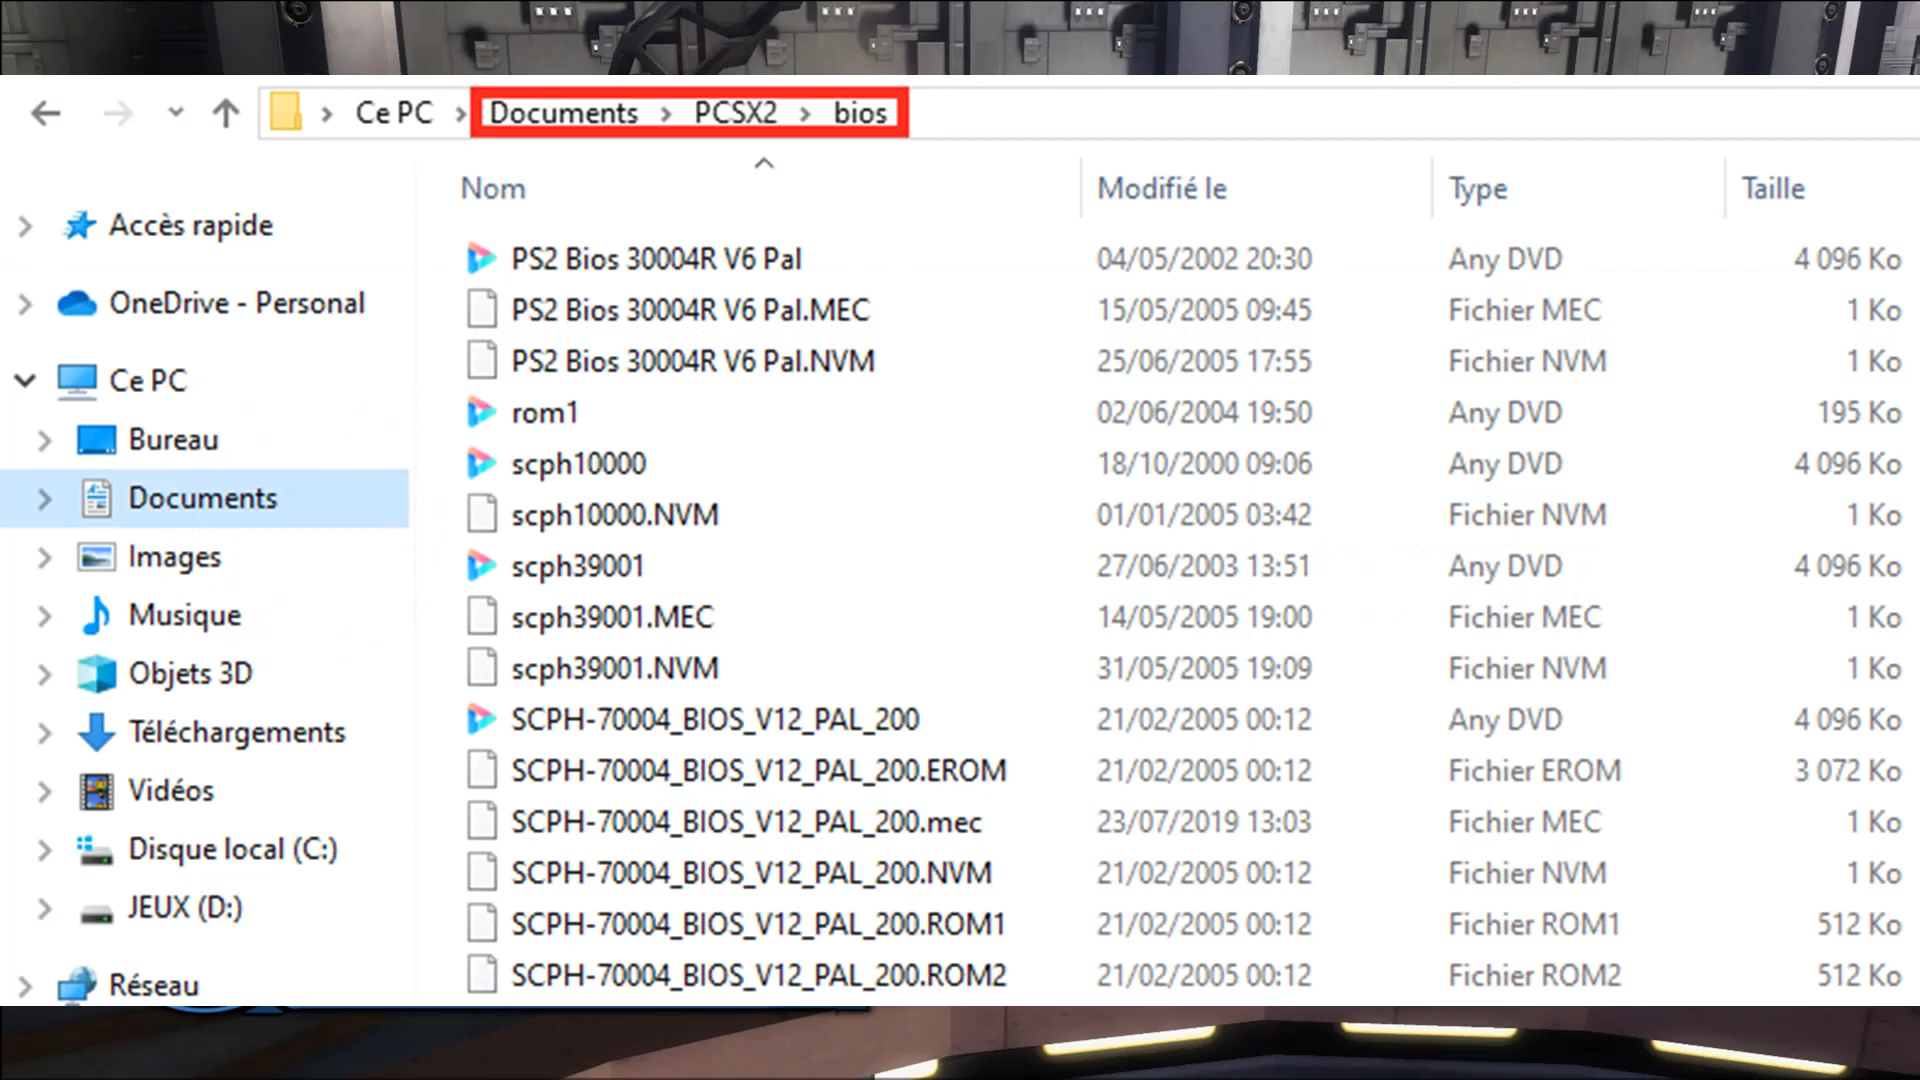 Ce PC Documents PCSX2 bios
Nom Modifié le Type Taille
Accès rapide
OneDrive - Personal
Ce PC
Bureau
Documents
Images
Musique
Objets 3D
Téléchargements
Vidéos
Disque local (C:)
JEUX (D:)
Réseau
PS2 Bios 30004R V6 Pal 04/05/2002 20:30 Any DVD 4 096 Ko
PS2 Bios 30004R V6 Pal.MEC 15/05/2005 09:45 Fichier MEC 1 Ko
PS2 Bios 30004R V6 Pal.NVM 25/06/2005 17:55 Fichier NVM 1 Ko
rom1 02/06/2004 19:50 Any DVD 195 Ko
scph10000 18/10/2000 09:06 Any DVD 4 096 Ko
scph10000.NVM 01/01/2005 03:42 Fichier NVM 1 Ko
scph39001 27/06/2003 13:51 Any DVD 4 096 Ko
scph39001.MEC 14/05/2005 19:00 Fichier MEC 1 Ko
scph39001.NVM 31/05/2005 19:09 Fichier NVM 1 Ko
SCPH-70004_BIOS_V12_PAL_200 21/02/2005 00:12 Any DVD 4 096 Ko
SCPH-70004_BIOS_V12_PAL_200.EROM 21/02/2005 00:12 Fichier EROM 3 072 Ko
SCPH-70004_BIOS_V12_PAL_200.mec 23/07/2019 13:03 Fichier MEC 1 Ko
SCPH-70004_BIOS_V12_PAL_200.NVM 21/02/2005 00:12 Fichier NVM 1 Ko
SCPH-70004_BIOS_V12_PAL_200.ROM1 21/02/2005 00:12 Fichier ROM1 512 Ko
SCPH-70004_BIOS_V12_PAL_200.ROM2 21/02/2005 00:12 Fichier ROM2 512 Ko